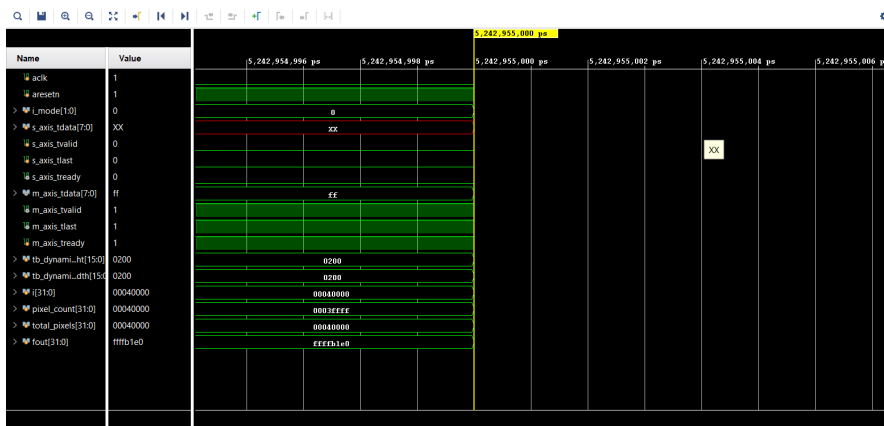 5,242,955,000 ps
Name Value
5,242,954,996 ps 5,242,954,998 ps 5,242,955,000 ps 5,242,955,002 ps 5,242,955,004 ps 5,242,955,006 ps
aclk 1
aresetn 1
i_mode[1:0] 0 0
s_axis_tdata[7:0] XX XX
s_axis_tvalid 0
XX
s_axis_tlast 0
s_axis_tready 0
m_axis_tdata[7:0] ff ff
m_axis_tvalid 1
m_axis_tlast 1
m_axis_tready 1
tb_dynami...ht[15:0] 0200 0200
tb_dynami...dth[15:0 0200 0200
i[31:0] 00040000 00040000
pixel_count[31:0] 00040000 0003ffff
total_pixels[31:0] 00040000 00040000
fout[31:0] ffffb1e0 ffffb1e0